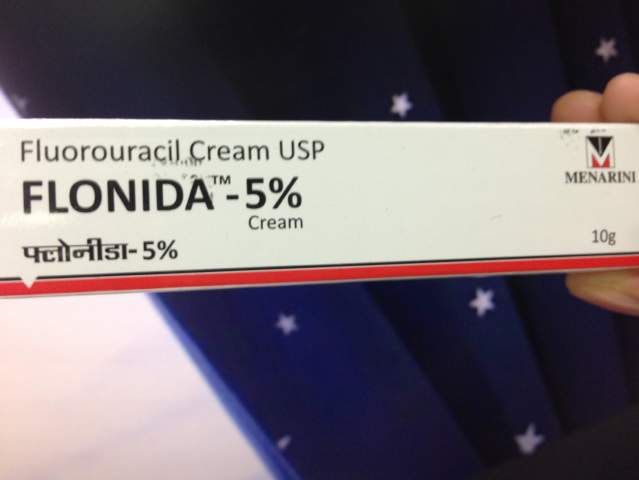 Fluorouracil Cream USP
FLONIDA™-5%
Cream
फ्लोनीडा-5%
MENARINI
10g